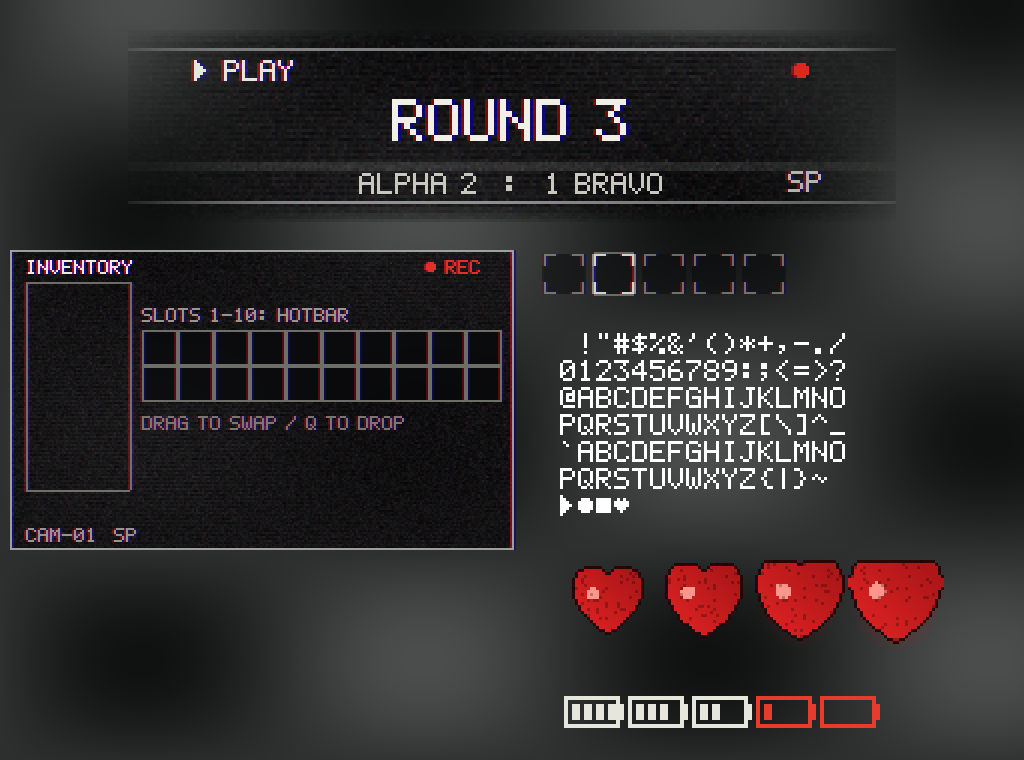 PLAY
ROUND 3
ALPHA 2 : 1 BRAVO
SP
INVENTORY
REC
SLOTS 1-10: HOTBAR
DRAG TO SWAP / Q TO DROP
CAM-01 SP
!"#$%&'()*+,-./
0123456789:;<=>?
@ABCDEFGHIJKLMNO
PQRSTUVWXYZ[\]^_
`ABCDEFGHIJKLMNO
PQRSTUVWXYZ{|}~